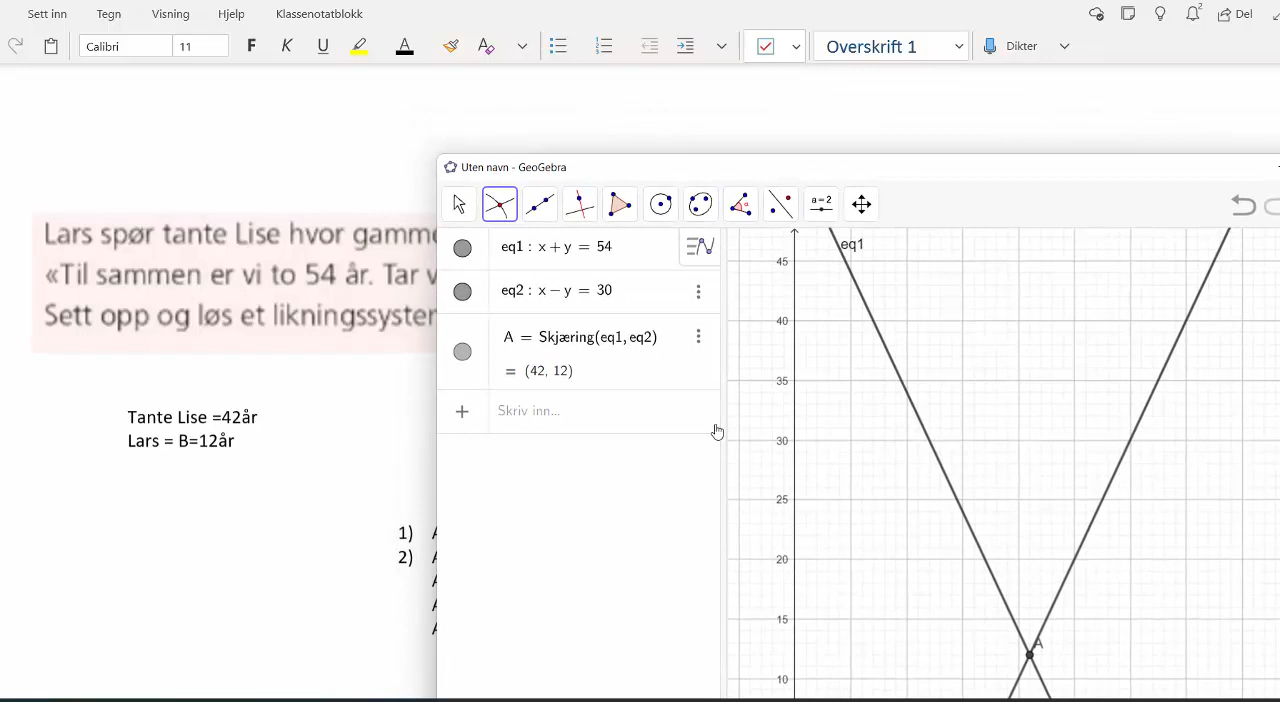 Sett inn Tegn Visning Hjelp Klassenotatblokk Del
Calibri 11 F K U A A Overskrift 1 Dikter
Uten navn - GeoGebra
a=2
Lars spør tante Lise hvor
«Til sammen er vi to 54 år. Tar
Sett opp og løs et
eq1 : x + y = 54
eq2 : x − y = 30
A = Skjæring(eq1, eq2)
= (42, 12)
Skriv inn...
Tante Lise =42år
Lars = B=12år
1)
2)
eq1
45
40
35
30
25
20
15
10
A